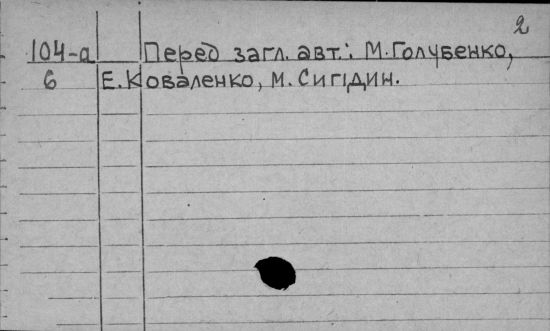 2
104-а Перед загл. авт.: М. Голубенко,
6 Е. Коваленко, М. Сигідин.